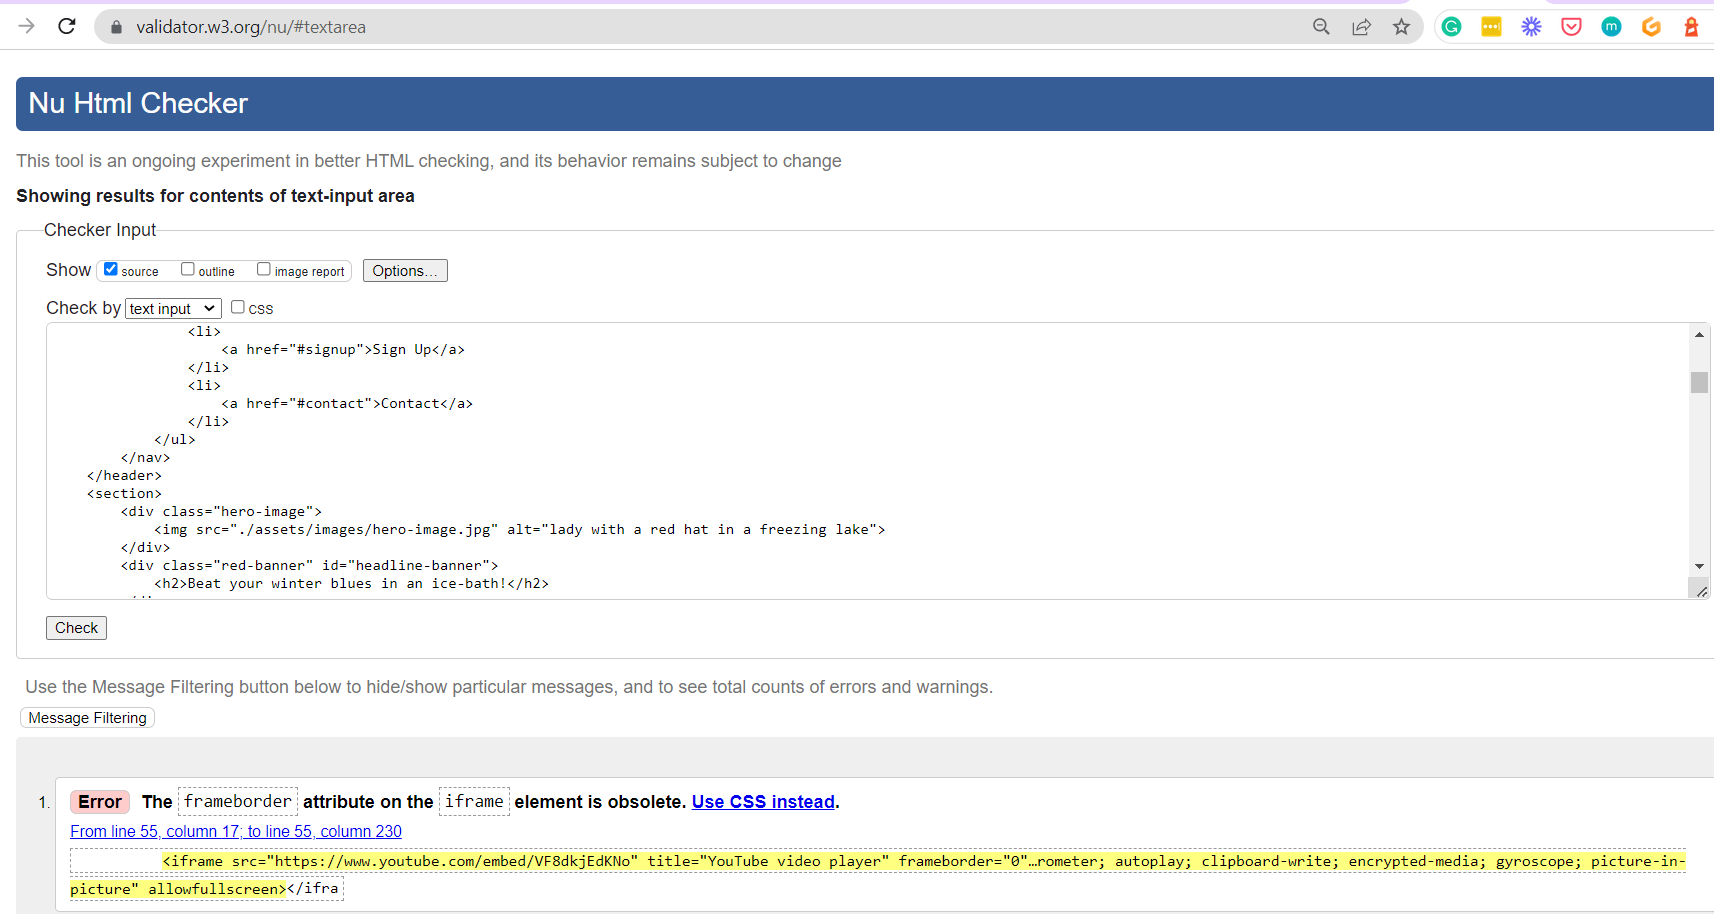 validator.w3.org/nu/#textarea
Nu Html Checker
This tool is an ongoing experiment in better HTML checking, and its behavior remains subject to change
Showing results for contents of text-input area
Checker Input
Show source outline image report Options...
Check by text input css
<li>
<a href="#signup">Sign Up</a>
</li>
<li>
<a href="#contact">Contact</a>
</li>
</ul>
</nav>
</header>
<section>
<div class="hero-image">
<img src="./assets/images/hero-image.jpg" alt="lady with a red hat in a freezing lake">
</div>
<div class="red-banner" id="headline-banner">
<h2>Beat your winter blues in an ice-bath!</h2>
Check
Use the Message Filtering button below to hide/show particular messages, and to see total counts of errors and warnings.
Message Filtering
1. Error The frameborder attribute on the iframe element is obsolete. Use CSS instead.
From line 55, column 17; to line 55, column 230
<iframe src="https://www.youtube.com/embed/VF8dkjEdKNo" title="YouTube video player" frameborder="0"…rometer; autoplay; clipboard-write; encrypted-media; gyroscope; picture-in-
picture" allowfullscreen></ifra